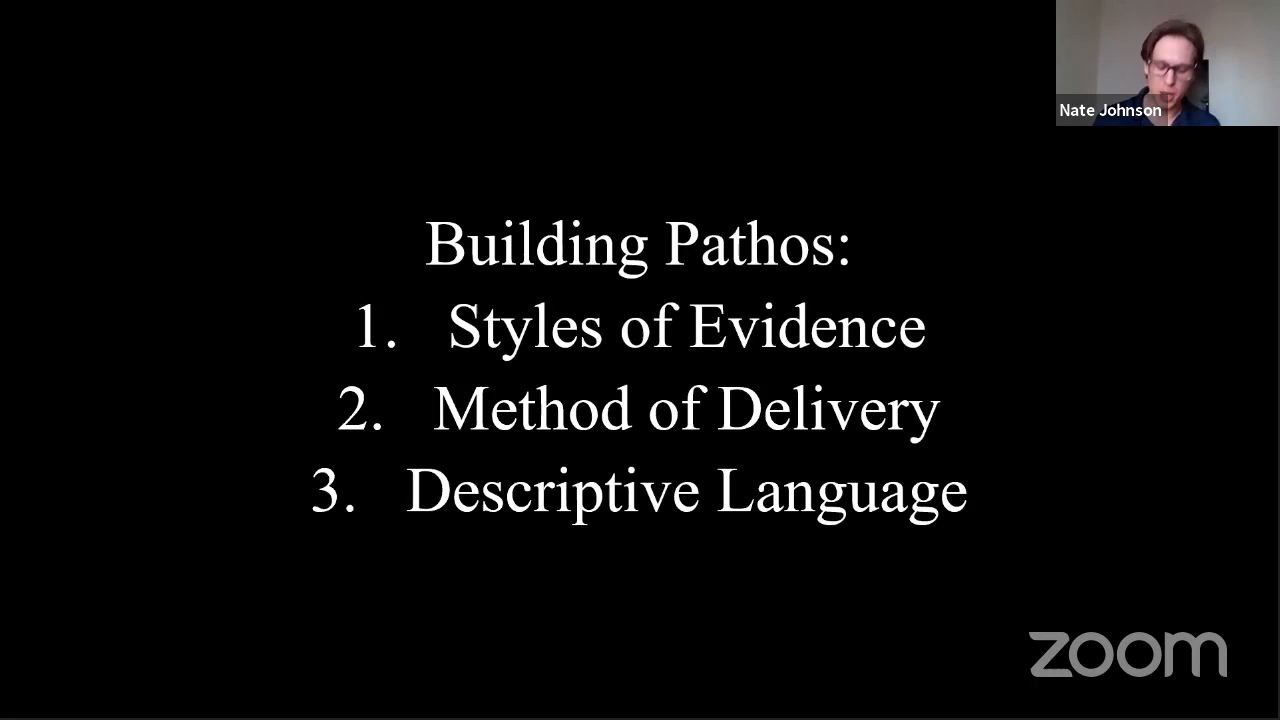 Nate Johnson
Building Pathos:
1. Styles of Evidence
2. Method of Delivery
3. Descriptive Language
zoom